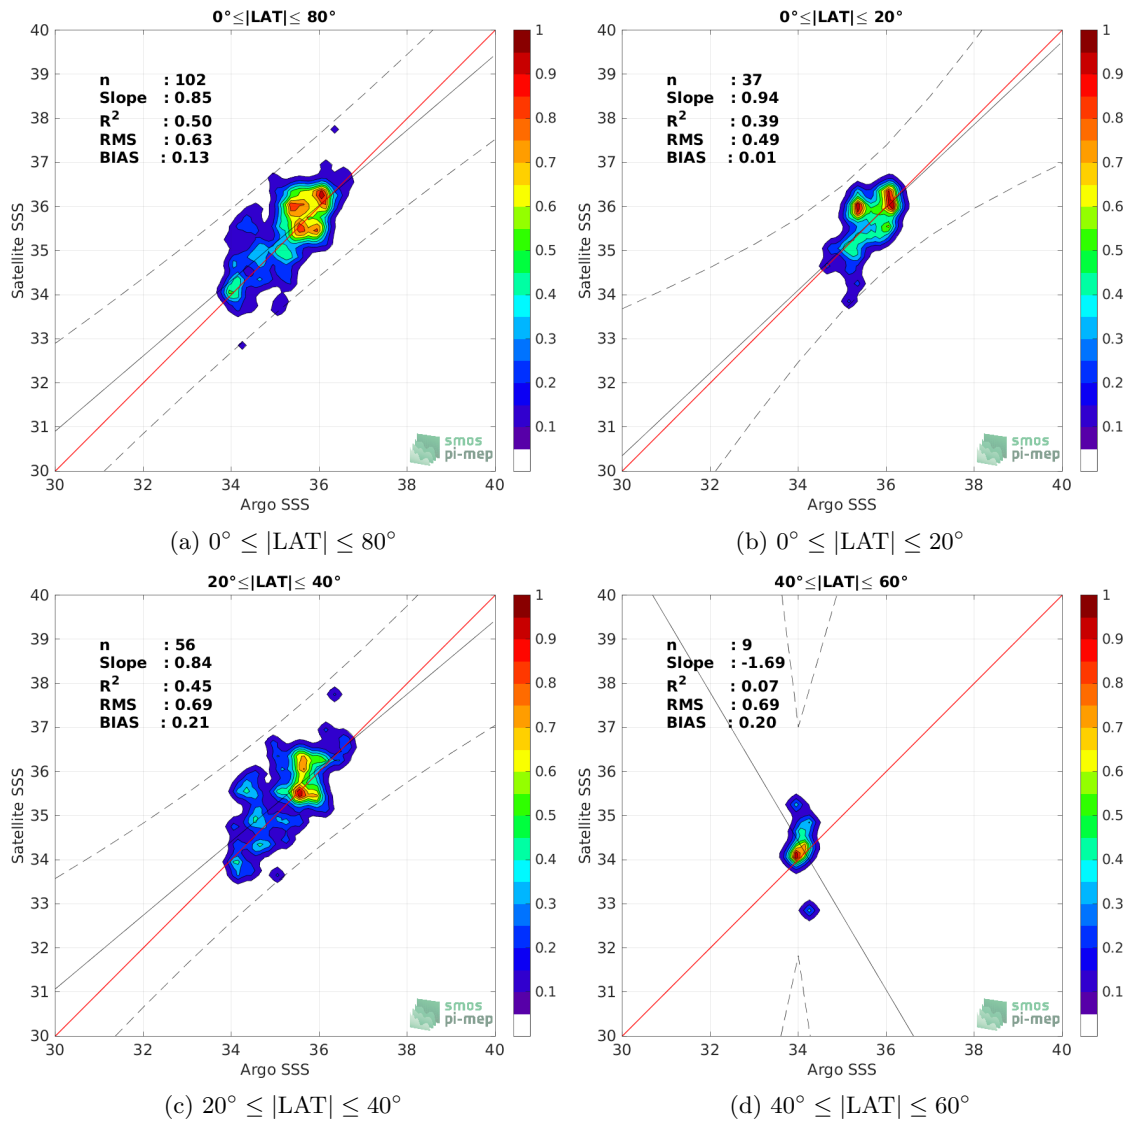 0°≤|LAT|≤ 80°
n : 102
Slope : 0.85
R² : 0.50
RMS : 0.63
BIAS : 0.13
40
39
38
37
36
35
34
33
32
31
30
Satellite SSS
30 32 34 36 38 40
Argo SSS
1
0.9
0.8
0.7
0.6
0.5
0.4
0.3
0.2
0.1
smos
pi-mep
(a) 0° ≤ |LAT| ≤ 80°
0°≤|LAT|≤ 20°
n : 37
Slope : 0.94
R² : 0.39
RMS : 0.49
BIAS : 0.01
40
39
38
37
36
35
34
33
32
31
30
Satellite SSS
30 32 34 36 38 40
Argo SSS
1
0.9
0.8
0.7
0.6
0.5
0.4
0.3
0.2
0.1
smos
pi-mep
(b) 0° ≤ |LAT| ≤ 20°
20°≤|LAT|≤ 40°
n : 56
Slope : 0.84
R² : 0.45
RMS : 0.69
BIAS : 0.21
40
39
38
37
36
35
34
33
32
31
30
Satellite SSS
30 32 34 36 38 40
Argo SSS
1
0.9
0.8
0.7
0.6
0.5
0.4
0.3
0.2
0.1
smos
pi-mep
(c) 20° ≤ |LAT| ≤ 40°
40°≤|LAT|≤ 60°
n : 9
Slope : -1.69
R² : 0.07
RMS : 0.69
BIAS : 0.20
40
39
38
37
36
35
34
33
32
31
30
Satellite SSS
30 32 34 36 38 40
Argo SSS
1
0.9
0.8
0.7
0.6
0.5
0.4
0.3
0.2
0.1
smos
pi-mep
(d) 40° ≤ |LAT| ≤ 60°